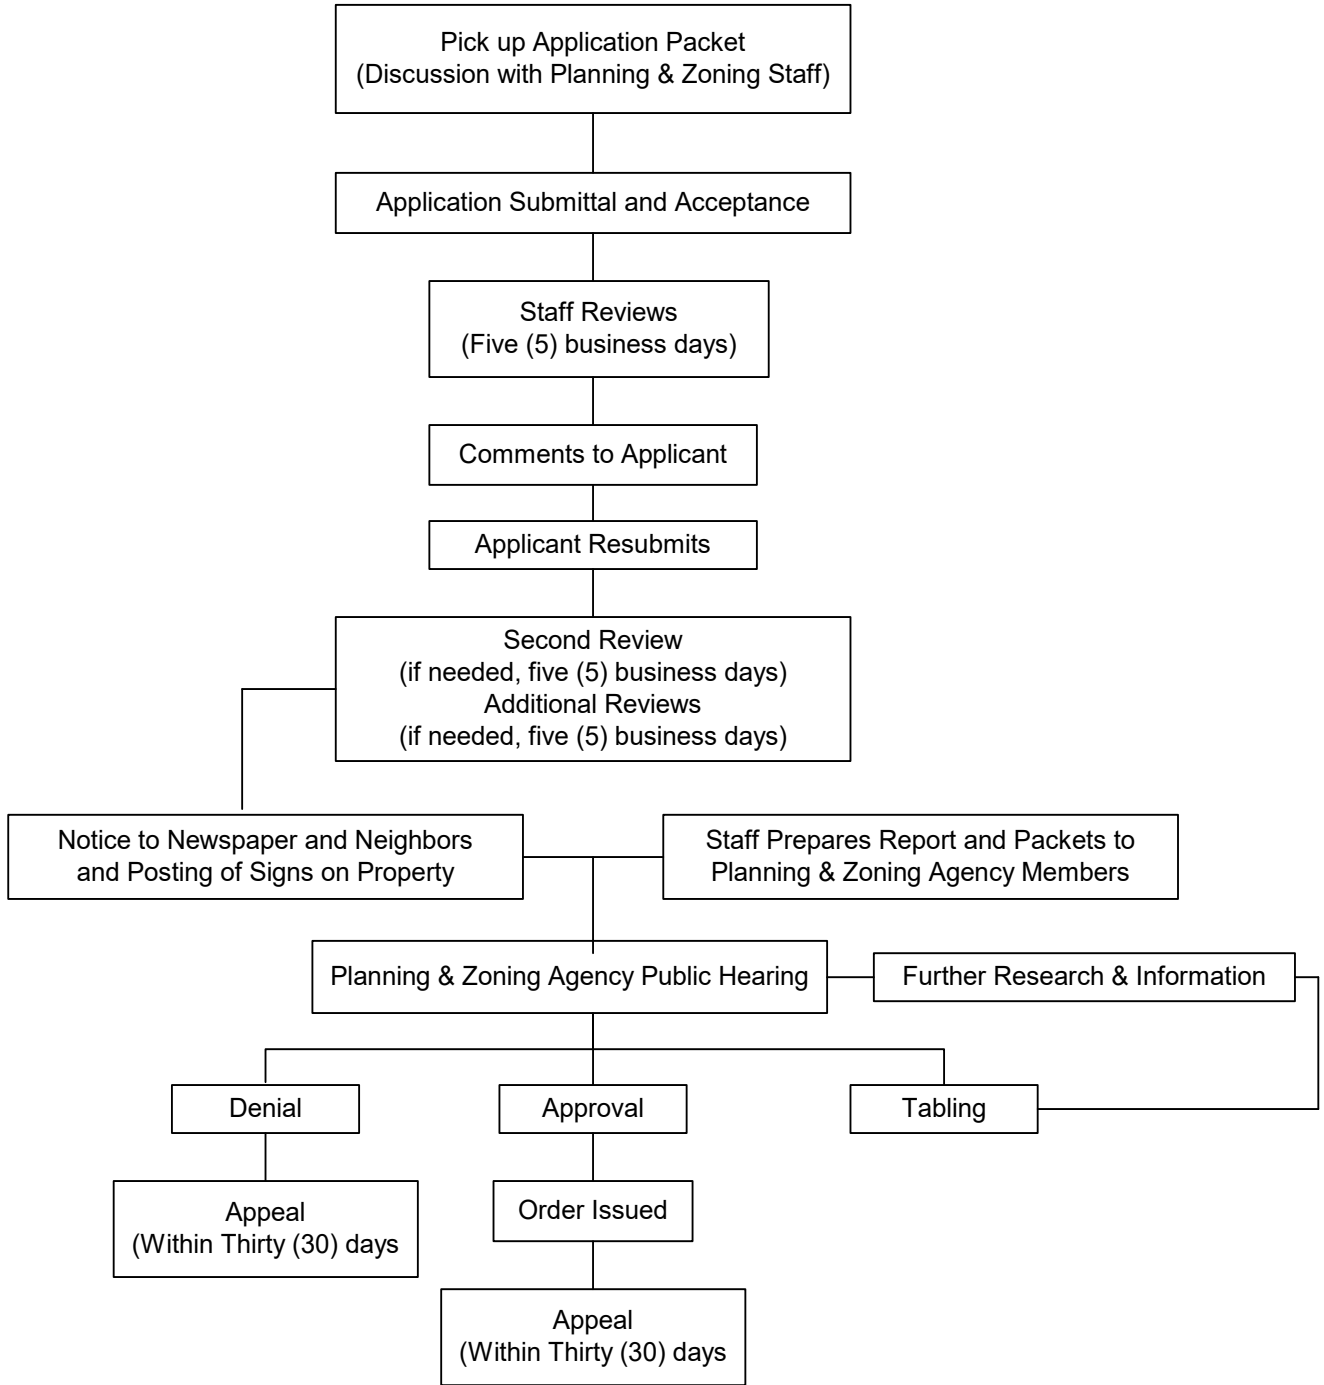 Pick up Application Packet
(Discussion with Planning & Zoning Staff)
Application Submittal and Acceptance
Staff Reviews
(Five (5) business days)
Comments to Applicant
Applicant Resubmits
Second Review
(if needed, five (5) business days)
Additional Reviews
(if needed, five (5) business days)
Notice to Newspaper and Neighbors
and Posting of Signs on Property
Staff Prepares Report and Packets to
Planning & Zoning Agency Members
Planning & Zoning Agency Public Hearing
Further Research & Information
Denial
Approval
Tabling
Appeal
(Within Thirty (30) days
Order Issued
Appeal
(Within Thirty (30) days